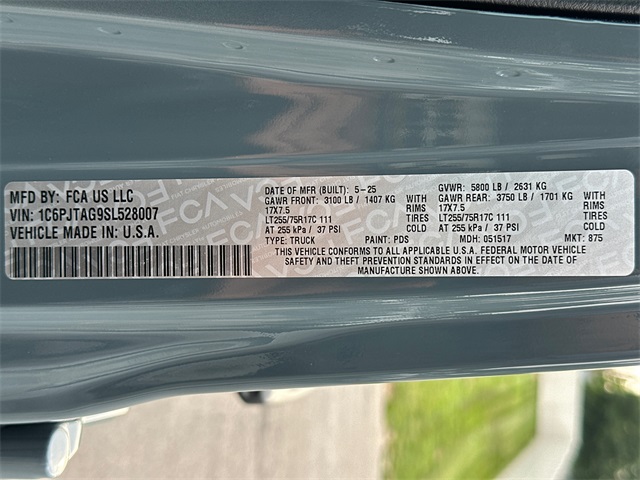 MFD BY: FCA US LLC
VIN: 1C6PJTAG9SL528007
VEHICLE MADE IN: U.S.A.
DATE OF MFR (BUILT): 5-25 GVWR: 5800 LB / 2631 KG
GAWR FRONT: 3100 LB / 1407 KG WITH GAWR REAR: 3750 LB / 1701 KG WITH
17X7.5 RIMS 17X7.5 RIMS
LT255/75R17C 111 TIRES LT255/75R17C 111 TIRES
AT 255 kPa / 37 PSI COLD AT 255 kPa / 37 PSI COLD
TYPE: TRUCK PAINT: PDS MDH: 051517 MKT: 875
THIS VEHICLE CONFORMS TO ALL APPLICABLE U.S.A. FEDERAL MOTOR VEHICLE
SAFETY AND THEFT PREVENTION STANDARDS IN EFFECT ON THE DATE OF
MANUFACTURE SHOWN ABOVE.